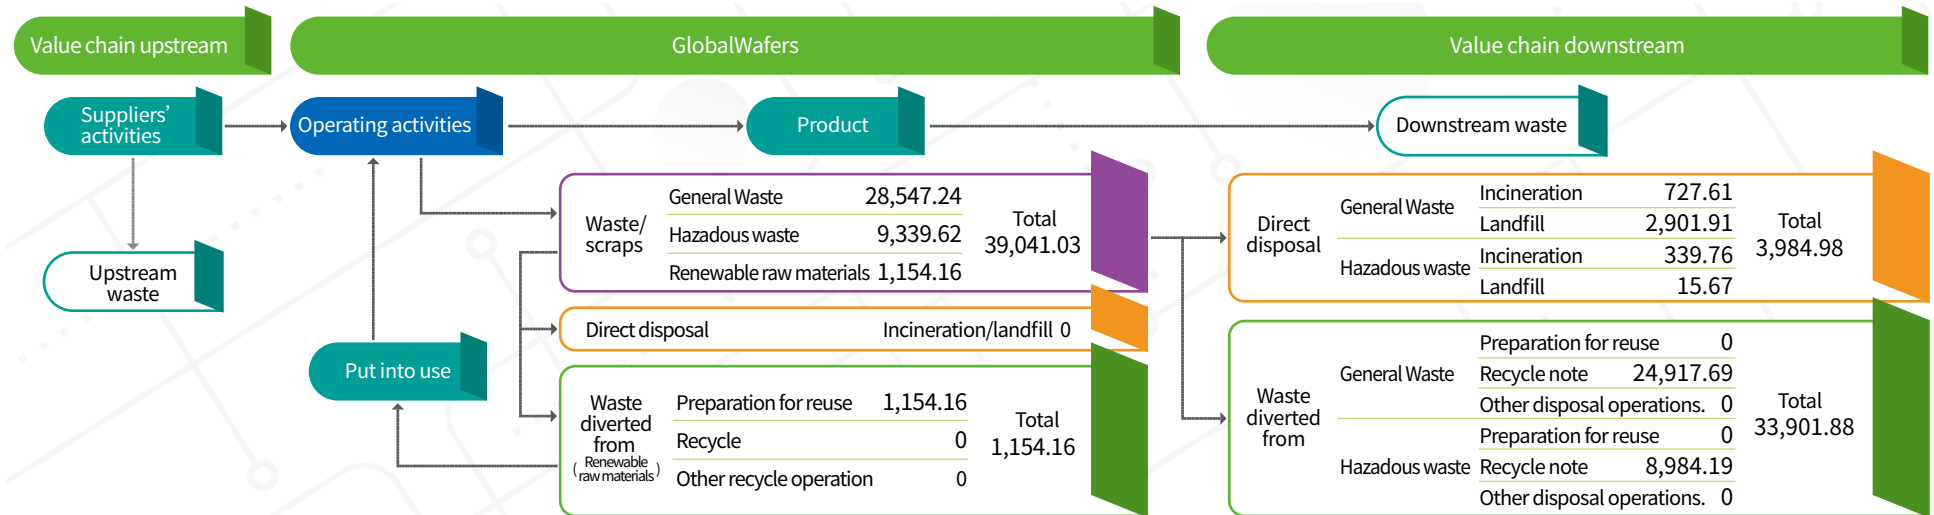 Value chain upstream
GlobalWafers
Value chain downstream
Suppliers'
activities
Operating activities
Product
Downstream waste
Upstream
waste
Put into use
Waste/
scraps
General Waste 28,547.24
Hazadous waste 9,339.62
Renewable raw materials 1,154.16
Total
39,041.03
Direct disposal Incineration/landfill 0
Waste
diverted
from
(Renewable
raw materials)
Preparation for reuse 1,154.16
Recycle 0
Other recycle operation 0
Total
1,154.16
Direct
disposal
General Waste
Incineration 727.61
Landfill 2,901.91
Hazadous waste
Incineration 339.76
Landfill 15.67
Total
3,984.98
Waste
diverted
from
General Waste
Preparation for reuse 0
Recycle note 24,917.69
Other disposal operations. 0
Hazadous waste
Preparation for reuse 0
Recycle note 8,984.19
Other disposal operations. 0
Total
33,901.88